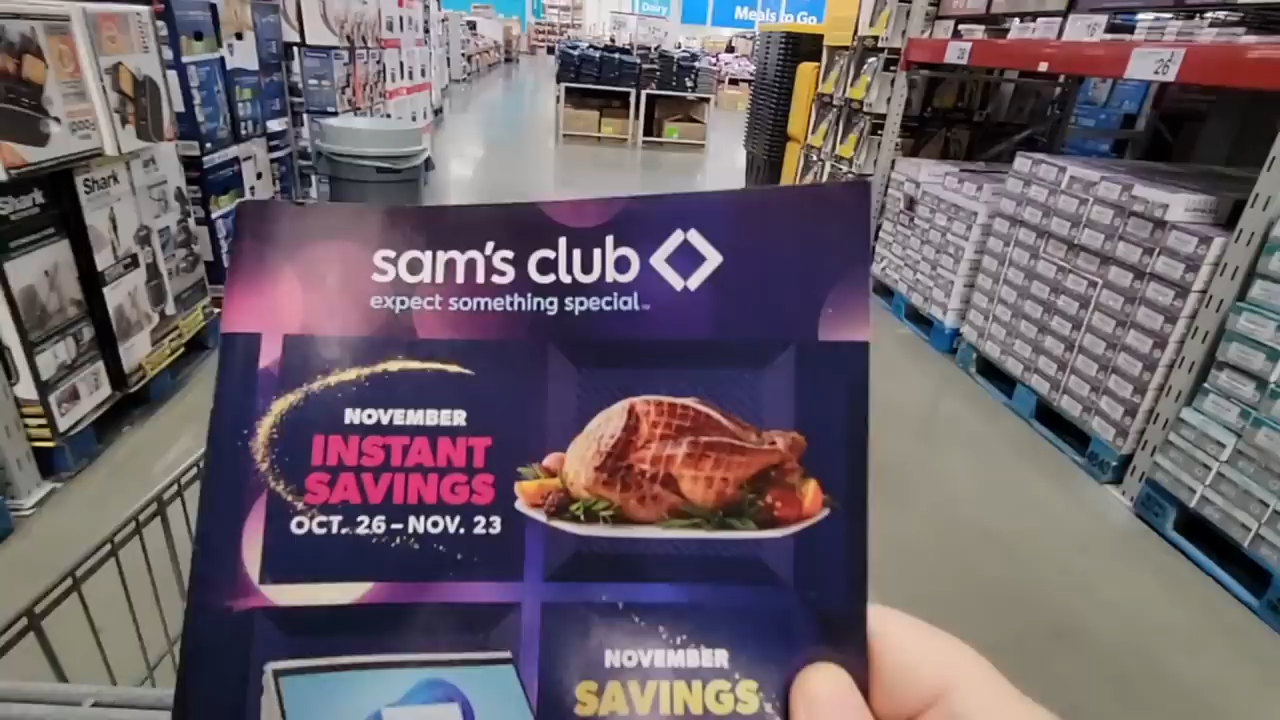 Dairy
Meals to Go
26
Shark
Shark
sam's club
expect something special™
NOVEMBER
INSTANT
SAVINGS
OCT. 26 – NOV. 23
NOVEMBER
SAVINGS